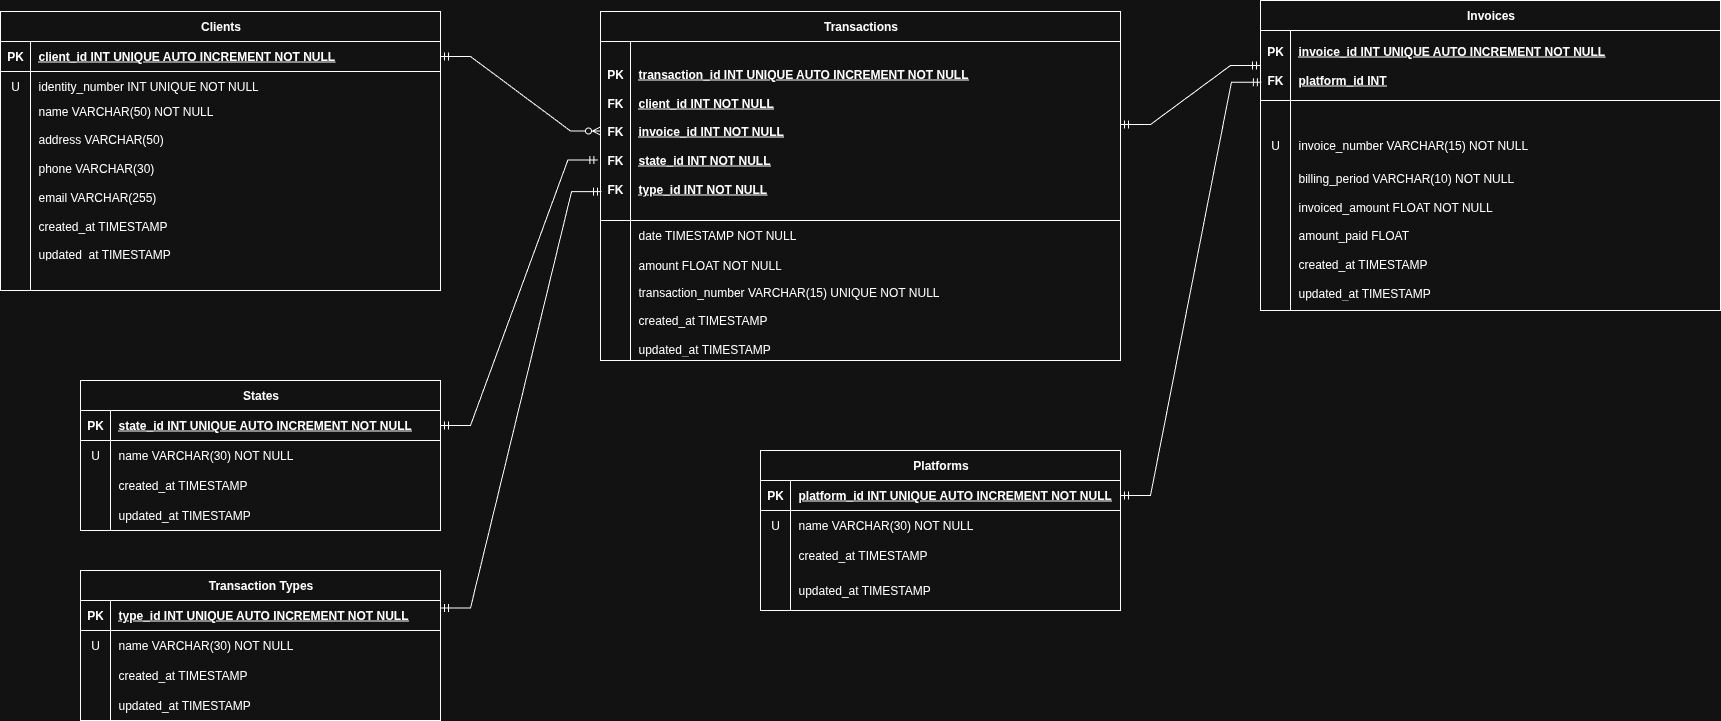 Clients
PK client_id INT UNIQUE AUTO INCREMENT NOT NULL
U identity_number INT UNIQUE NOT NULL
name VARCHAR(50) NOT NULL
address VARCHAR(50)
phone VARCHAR(30)
email VARCHAR(255)
created_at TIMESTAMP
updated_at TIMESTAMP
Transactions
PK transaction_id INT UNIQUE AUTO INCREMENT NOT NULL
FK client_id INT NOT NULL
FK invoice_id INT NOT NULL
FK state_id INT NOT NULL
FK type_id INT NOT NULL
date TIMESTAMP NOT NULL
amount FLOAT NOT NULL
transaction_number VARCHAR(15) UNIQUE NOT NULL
created_at TIMESTAMP
updated_at TIMESTAMP
Invoices
PK invoice_id INT UNIQUE AUTO INCREMENT NOT NULL
FK platform_id INT
U invoice_number VARCHAR(15) NOT NULL
billing_period VARCHAR(10) NOT NULL
invoiced_amount FLOAT NOT NULL
amount_paid FLOAT
created_at TIMESTAMP
updated_at TIMESTAMP
States
PK state_id INT UNIQUE AUTO INCREMENT NOT NULL
U name VARCHAR(30) NOT NULL
created_at TIMESTAMP
updated_at TIMESTAMP
Platforms
PK platform_id INT UNIQUE AUTO INCREMENT NOT NULL
U name VARCHAR(30) NOT NULL
created_at TIMESTAMP
updated_at TIMESTAMP
Transaction Types
PK type_id INT UNIQUE AUTO INCREMENT NOT NULL
U name VARCHAR(30) NOT NULL
created_at TIMESTAMP
updated_at TIMESTAMP